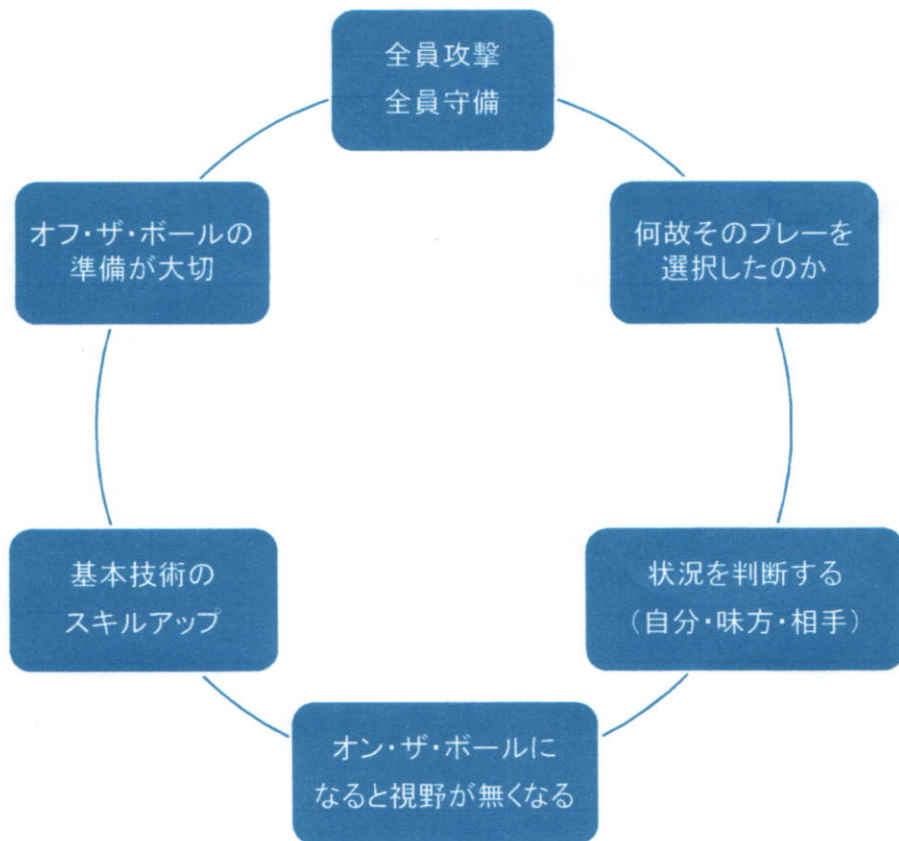 全員攻撃
全員守備
何故そのプレーを
選択したのか
状況を判断する
(自分・味方・相手)
オン・ザ・ボールに
なると視野が無くなる
基本技術の
スキルアップ
オフ・ザ・ボールの
準備が大切